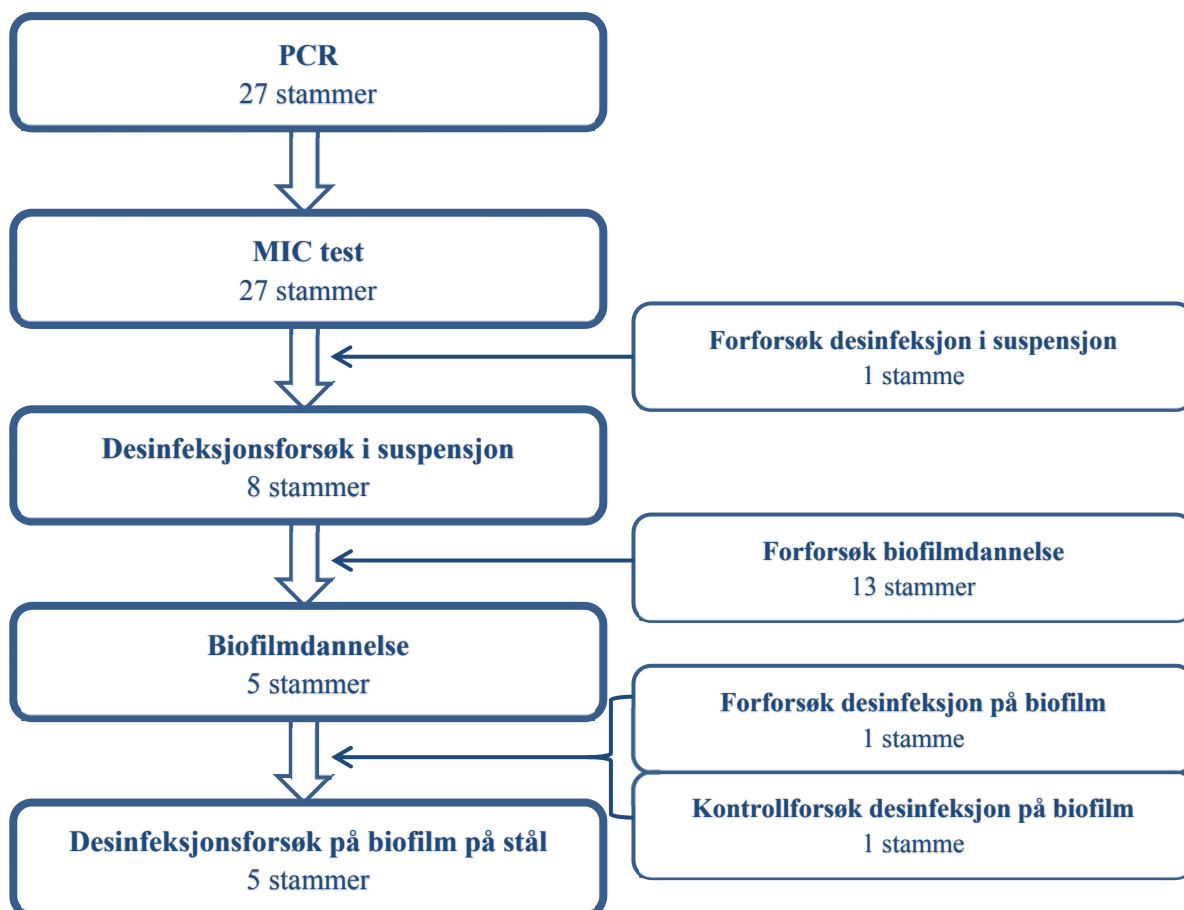 PCR
27 stammer
MIC test
27 stammer
Forforsøk desinfeksjon i suspensjon
1 stamme
Desinfeksjonsforsøk i suspensjon
8 stammer
Forforsøk biofilmdannelse
13 stammer
Biofilmdannelse
5 stammer
Forforsøk desinfeksjon på biofilm
1 stamme
Kontrollforsøk desinfeksjon på biofilm
1 stamme
Desinfeksjonsforsøk på biofilm på stål
5 stammer